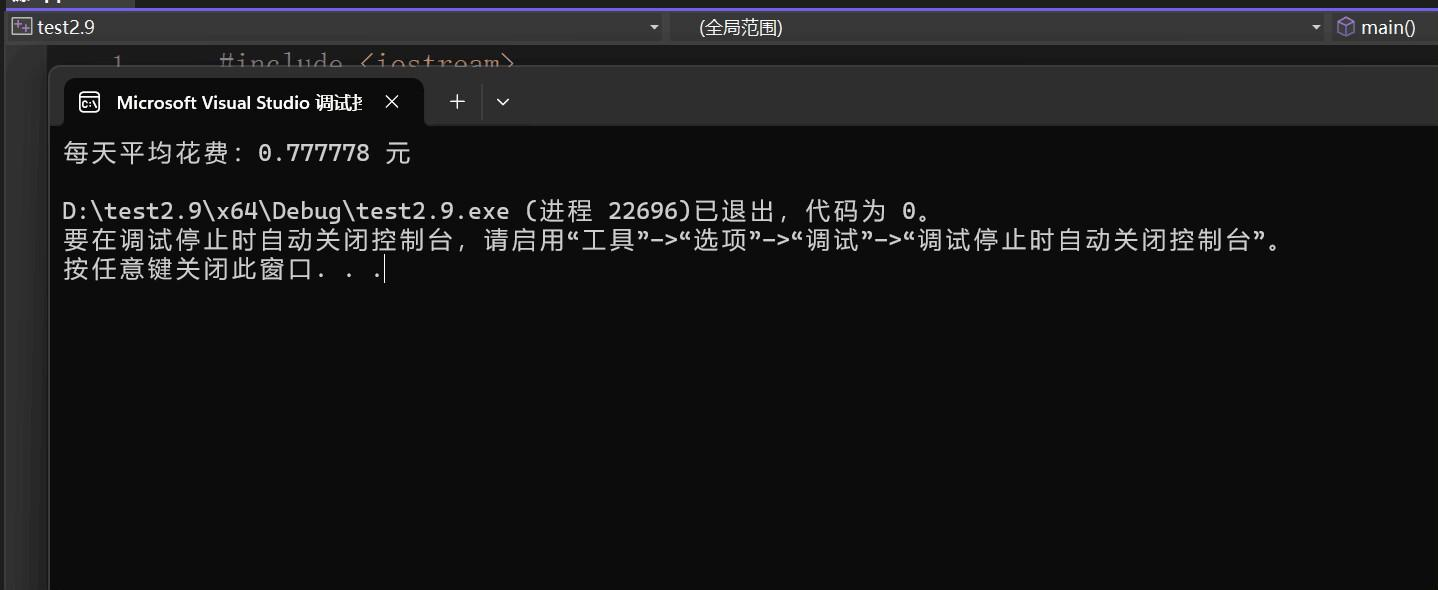 test2.9
(全局范围)
main()
1 #include <iostream>
Microsoft Visual Studio 调试
每天平均花费：0.777778 元
D:\test2.9\x64\Debug\test2.9.exe (进程 22696)已退出，代码为 0。
要在调试停止时自动关闭控制台，请启用“工具”->“选项”->“调试”->“调试停止时自动关闭控制台”。
按任意键关闭此窗口. . .